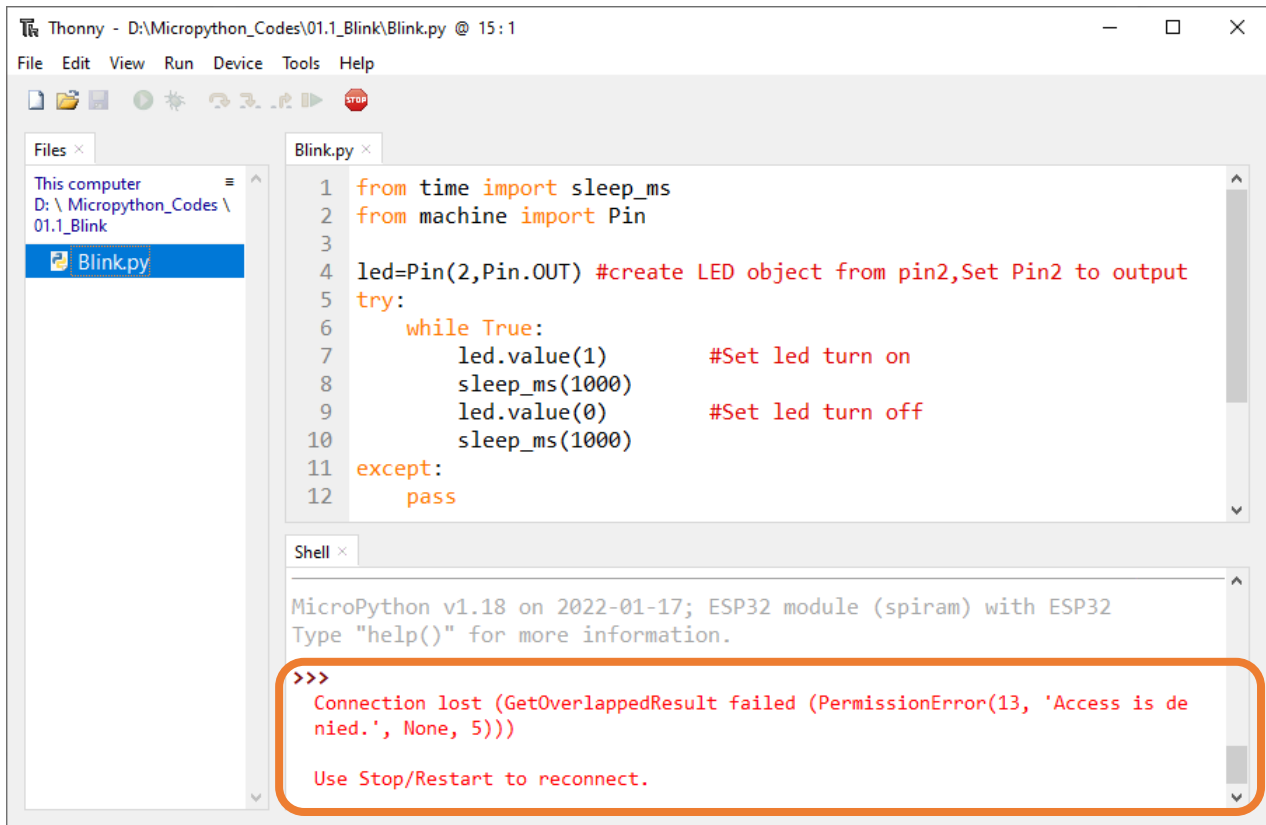 Thonny - D:\Micropython_Codes\01.1_Blink\Blink.py @ 15:1
File Edit View Run Device Tools Help
STOP
Files ×
This computer
D: \ Micropython_Codes \
01.1_Blink
Blink.py
Blink.py ×
1 from time import sleep_ms
2 from machine import Pin
3
4 led=Pin(2,Pin.OUT) #create LED object from pin2,Set Pin2 to output
5 try:
6     while True:
7         led.value(1)        #Set led turn on
8         sleep_ms(1000)
9         led.value(0)        #Set led turn off
10         sleep_ms(1000)
11 except:
12     pass
Shell ×
MicroPython v1.18 on 2022-01-17; ESP32 module (spiram) with ESP32
Type "help()" for more information.
>>>
Connection lost (GetOverlappedResult failed (PermissionError(13, 'Access is de
nied.', None, 5)))
Use Stop/Restart to reconnect.